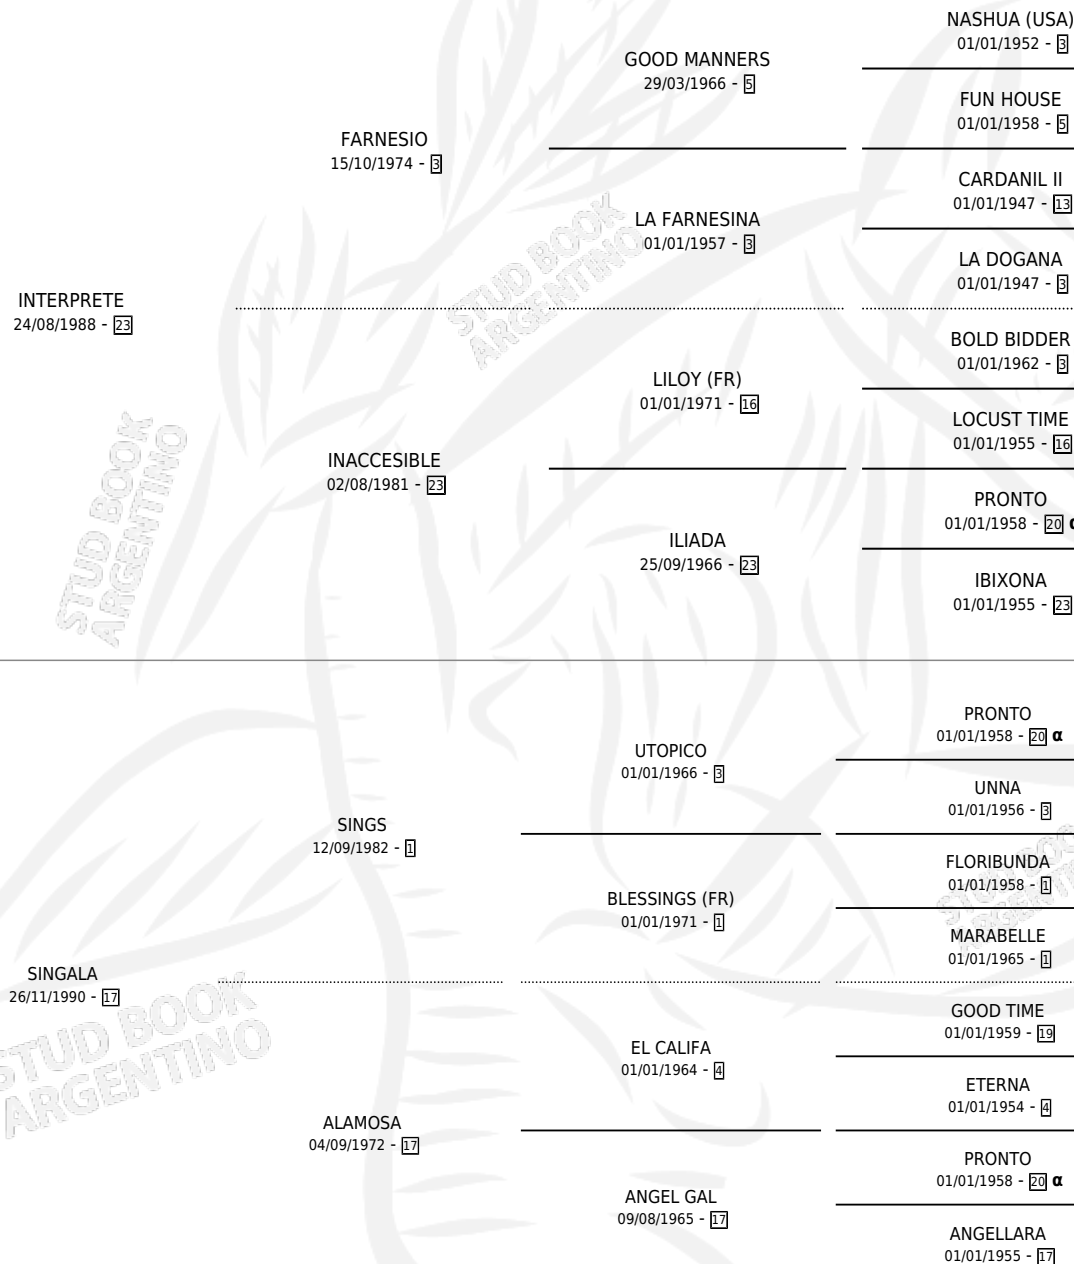 NASHUA (USA)
01/01/1952 - 3
GOOD MANNERS
29/03/1966 - 5
FUN HOUSE
01/01/1958 - 5
FARNESIO
15/10/1974 - 3
CARDANIL II
01/01/1947 - 13
LA FARNESINA
01/01/1957 - 3
LA DOGANA
01/01/1947 - 3
INTERPRETE
24/08/1988 - 23
BOLD BIDDER
01/01/1962 - 3
LILOY (FR)
01/01/1971 - 16
LOCUST TIME
01/01/1955 - 16
INACCESIBLE
02/08/1981 - 23
PRONTO
01/01/1958 - 20
ILIADA
25/09/1966 - 23
IBIXONA
01/01/1955 - 23
PRONTO
01/01/1958 - 20 α
UTOPICO
01/01/1966 - 3
UNNA
01/01/1956 - 3
SINGS
12/09/1982 - 1
FLORIBUNDA
01/01/1958 - 1
BLESSINGS (FR)
01/01/1971 - 1
MARABELLE
01/01/1965 - 1
SINGALA
26/11/1990 - 17
GOOD TIME
01/01/1959 - 19
EL CALIFA
01/01/1964 - 4
ETERNA
01/01/1954 - 4
ALAMOSA
04/09/1972 - 17
PRONTO
01/01/1958 - 20 α
ANGEL GAL
09/08/1965 - 17
ANGELLARA
01/01/1955 - 17
STUD BOOK
ARGENTINO
STUD BOOK
ARGENTINO
STUD BOOK
ARGENTINO